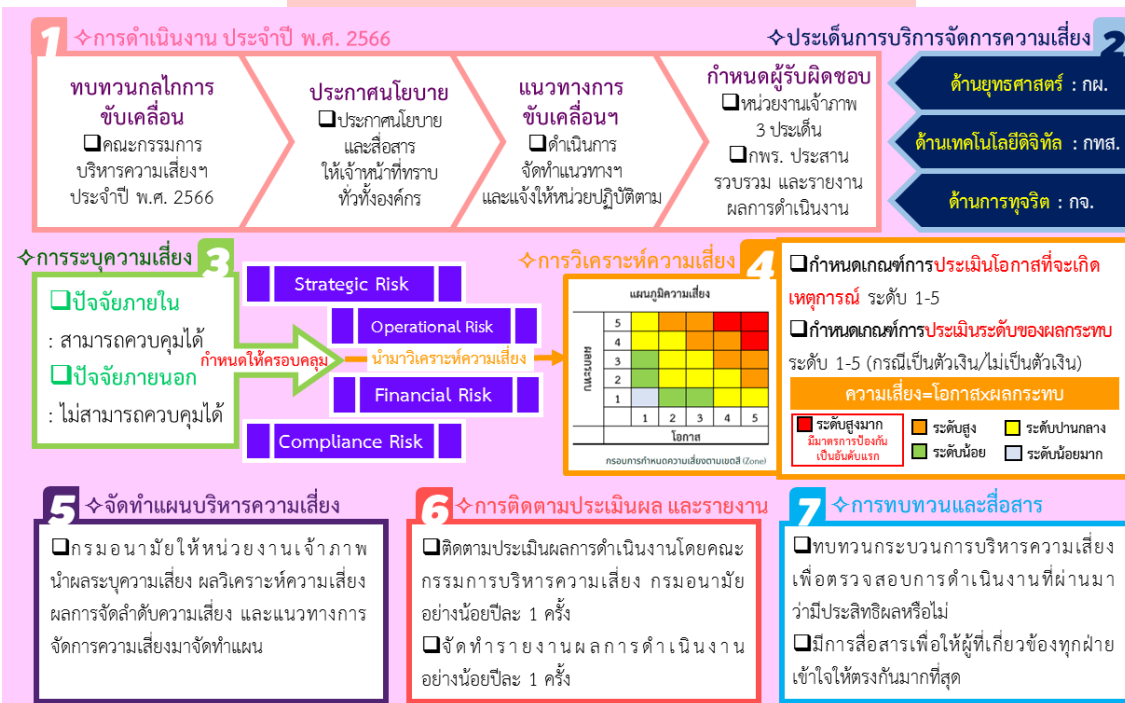 1 ✧การดำเนินงาน ประจำปี พ.ศ. 2566
ทบทวนกลไกการ
ขับเคลื่อน
❑คณะกรรมการ
บริหารความเสี่ยงฯ
ประจำปี พ.ศ. 2566
ประกาศนโยบาย
❑ประกาศนโยบาย
และสื่อสาร
ให้เจ้าหน้าที่ทราบ
ทั่วทั้งองค์กร
แนวทางการ
ขับเคลื่อนฯ
❑ดำเนินการ
จัดทำแนวทางฯ
และแจ้งให้หน่วยปฏิบัติตาม
กำหนดผู้รับผิดชอบ
❑หน่วยงานเจ้าภาพ
3 ประเด็น
❑กพร. ประสาน
รวบรวม และรายงาน
ผลการดำเนินงาน
✧ประเด็นการบริการจัดการความเสี่ยง 2
ด้านยุทธศาสตร์ : กผ.
ด้านเทคโนโลยีดิจิทัล : กทส.
ด้านการทุจริต : กจ.
✧การระบุความเสี่ยง 3
❑ปัจจัยภายใน
: สามารถควบคุมได้
❑ปัจจัยภายนอก
: ไม่สามารถควบคุมได้
กำหนดให้ครอบคลุม
Strategic Risk
Operational Risk
นำมาวิเคราะห์ความเสี่ยง
Financial Risk
Compliance Risk
✧การวิเคราะห์ความเสี่ยง 4
แผนภูมิความเสี่ยง
ผลกระทบ
5
4
3
2
1
1 2 3 4 5
โอกาส
กรอบการกำหนดความเสี่ยงตามเขตสี (Zone)
❑กำหนดเกณฑ์การประเมินโอกาสที่จะเกิด
เหตุการณ์ ระดับ 1-5
❑กำหนดเกณฑ์การประเมินระดับของผลกระทบ
ระดับ 1-5 (กรณีเป็นตัวเงิน/ไม่เป็นตัวเงิน)
ความเสี่ยง=โอกาสxผลกระทบ
ระดับสูงมาก
มีมาตรการป้องกัน
เป็นอันดับแรก
ระดับสูง
ระดับปานกลาง
ระดับน้อย
ระดับน้อยมาก
5 ✧จัดทำแผนบริหารความเสี่ยง
❑กรมอนามัยให้หน่วยงานเจ้าภาพ
นำผลระบุความเสี่ยง ผลวิเคราะห์ความเสี่ยง
ผลการจัดลำดับความเสี่ยง และแนวทางการ
จัดการความเสี่ยงมาจัดทำแผน
6 ✧การติดตามประเมินผล และรายงาน
❑ติดตามประเมินผลการดำเนินงานโดยคณะ
กรรมการบริหารความเสี่ยง กรมอนามัย
อย่างน้อยปีละ 1 ครั้ง
❑จัดทำรายงานผลการดำเนินงาน
อย่างน้อยปีละ 1 ครั้ง
7 ✧การทบทวนและสื่อสาร
❑ทบทวนกระบวนการบริหารความเสี่ยง
เพื่อตรวจสอบการดำเนินงานที่ผ่านมา
ว่ามีประสิทธิผลหรือไม่
❑มีการสื่อสารเพื่อให้ผู้ที่เกี่ยวข้องทุกฝ่าย
เข้าใจให้ตรงกันมากที่สุด